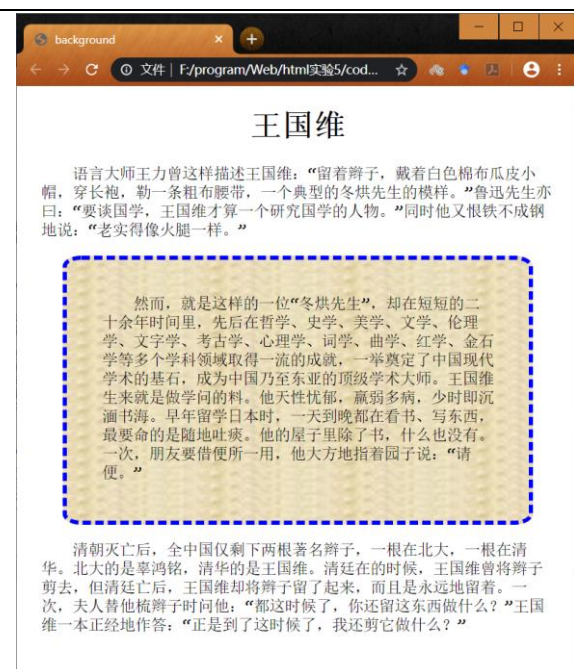 background
文件 | F:/program/Web/html实验5/cod...
王国维
语言大师王力曾这样描述王国维：“留着辫子，戴着白色棉布瓜皮小
帽，穿长袍，勒一条粗布腰带，一个典型的冬烘先生的模样。”鲁迅先生亦
曰：“要谈国学，王国维才算一个研究国学的人物。”同时他又恨铁不成钢
地说：“老实得像火腿一样。”
然而，就是这样的一位“冬烘先生”，却在短短的二
十余年时间里，先后在哲学、史学、美学、文学、伦理
学、文字学、考古学、心理学、词学、曲学、红学、金石
学等多个学科领域取得一流的成就，一举奠定了中国现代
学术的基石，成为中国乃至东亚的顶级学术大师。王国维
生来就是做学问的料。他天性忧郁，羸弱多病，少时即沉
湎书海。早年留学日本时，一天到晚都在看书、写东西，
最要命的是随地吐痰。他的屋子里除了书，什么也没有。
一次，朋友要借便所一用，他大方地指着园子说：“请
便。”
清朝灭亡后，全中国仅剩下两根著名辫子，一根在北大，一根在清
华。北大的是辜鸿铭，清华的是王国维。清廷在的时候，王国维曾将辫子
剪去，但清廷亡后，王国维却将辫子留了起来，而且是永远地留着。一
次，夫人替他梳辫子时问他：“都这时候了，你还留这东西做什么？”王国
维一本正经地作答：“正是到了这时候了，我还剪它做什么？”